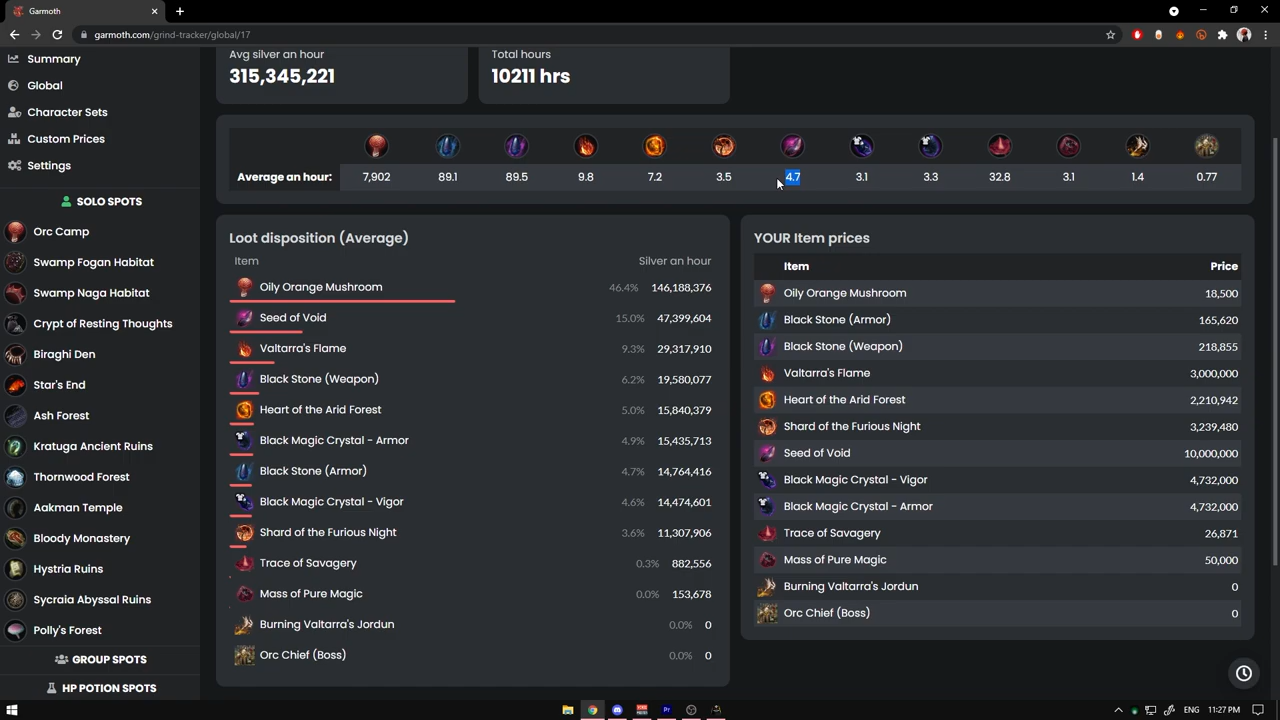 Garmoth
garmoth.com/grind-tracker/global/17
Summary
Global
Character Sets
Custom Prices
Settings
SOLO SPOTS
Orc Camp
Swamp Fogan Habitat
Swamp Naga Habitat
Crypt of Resting Thoughts
Biraghi Den
Star's End
Ash Forest
Kratuga Ancient Ruins
Thornwood Forest
Aakman Temple
Bloody Monastery
Hystria Ruins
Sycraia Abyssal Ruins
Polly's Forest
GROUP SPOTS
HP POTION SPOTS
Avg silver an hour
315,345,221
Total hours
10211 hrs
Average an hour: 7,902 89.1 89.5 9.8 7.2 3.5 4.7 3.1 3.3 32.8 3.1 1.4 0.77
Loot disposition (Average)
Item Silver an hour
Oily Orange Mushroom 46.4% 146,188,376
Seed of Void 15.0% 47,399,604
Valtarra's Flame 9.3% 29,317,910
Black Stone (Weapon) 6.2% 19,580,077
Heart of the Arid Forest 5.0% 15,840,379
Black Magic Crystal - Armor 4.9% 15,435,713
Black Stone (Armor) 4.7% 14,764,416
Black Magic Crystal - Vigor 4.6% 14,474,601
Shard of the Furious Night 3.6% 11,307,906
Trace of Savagery 0.3% 882,556
Mass of Pure Magic 0.0% 153,678
Burning Valtarra's Jordun 0.0% 0
Orc Chief (Boss) 0.0% 0
YOUR Item prices
Item Price
Oily Orange Mushroom 18,500
Black Stone (Armor) 165,620
Black Stone (Weapon) 218,855
Valtarra's Flame 3,000,000
Heart of the Arid Forest 2,210,942
Shard of the Furious Night 3,239,480
Seed of Void 10,000,000
Black Magic Crystal - Vigor 4,732,000
Black Magic Crystal - Armor 4,732,000
Trace of Savagery 26,871
Mass of Pure Magic 50,000
Burning Valtarra's Jordun 0
Orc Chief (Boss) 0
ENG 11:27 PM